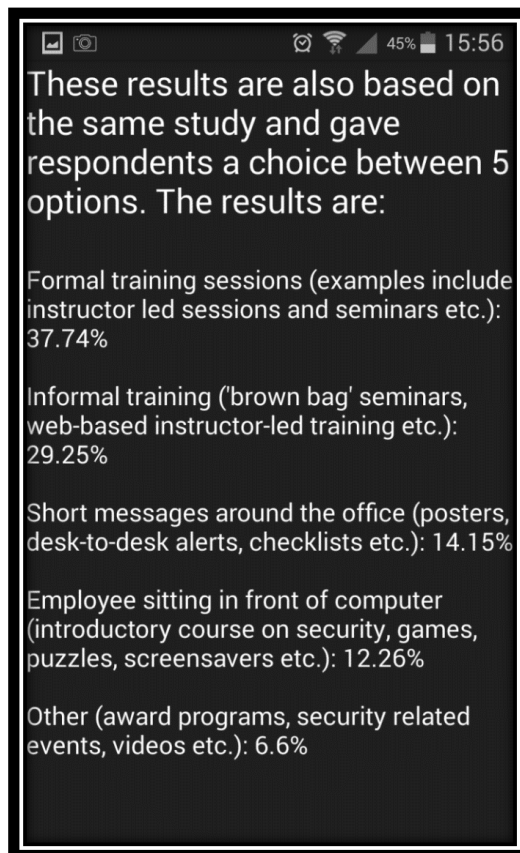 45% 15:56
These results are also based on
the same study and gave
respondents a choice between 5
options. The results are:
Formal training sessions (examples include
instructor led sessions and seminars etc.):
37.74%
Informal training ('brown bag' seminars,
web-based instructor-led training etc.):
29.25%
Short messages around the office (posters,
desk-to-desk alerts, checklists etc.): 14.15%
Employee sitting in front of computer
(introductory course on security, games,
puzzles, screensavers etc.): 12.26%
Other (award programs, security related
events, videos etc.): 6.6%